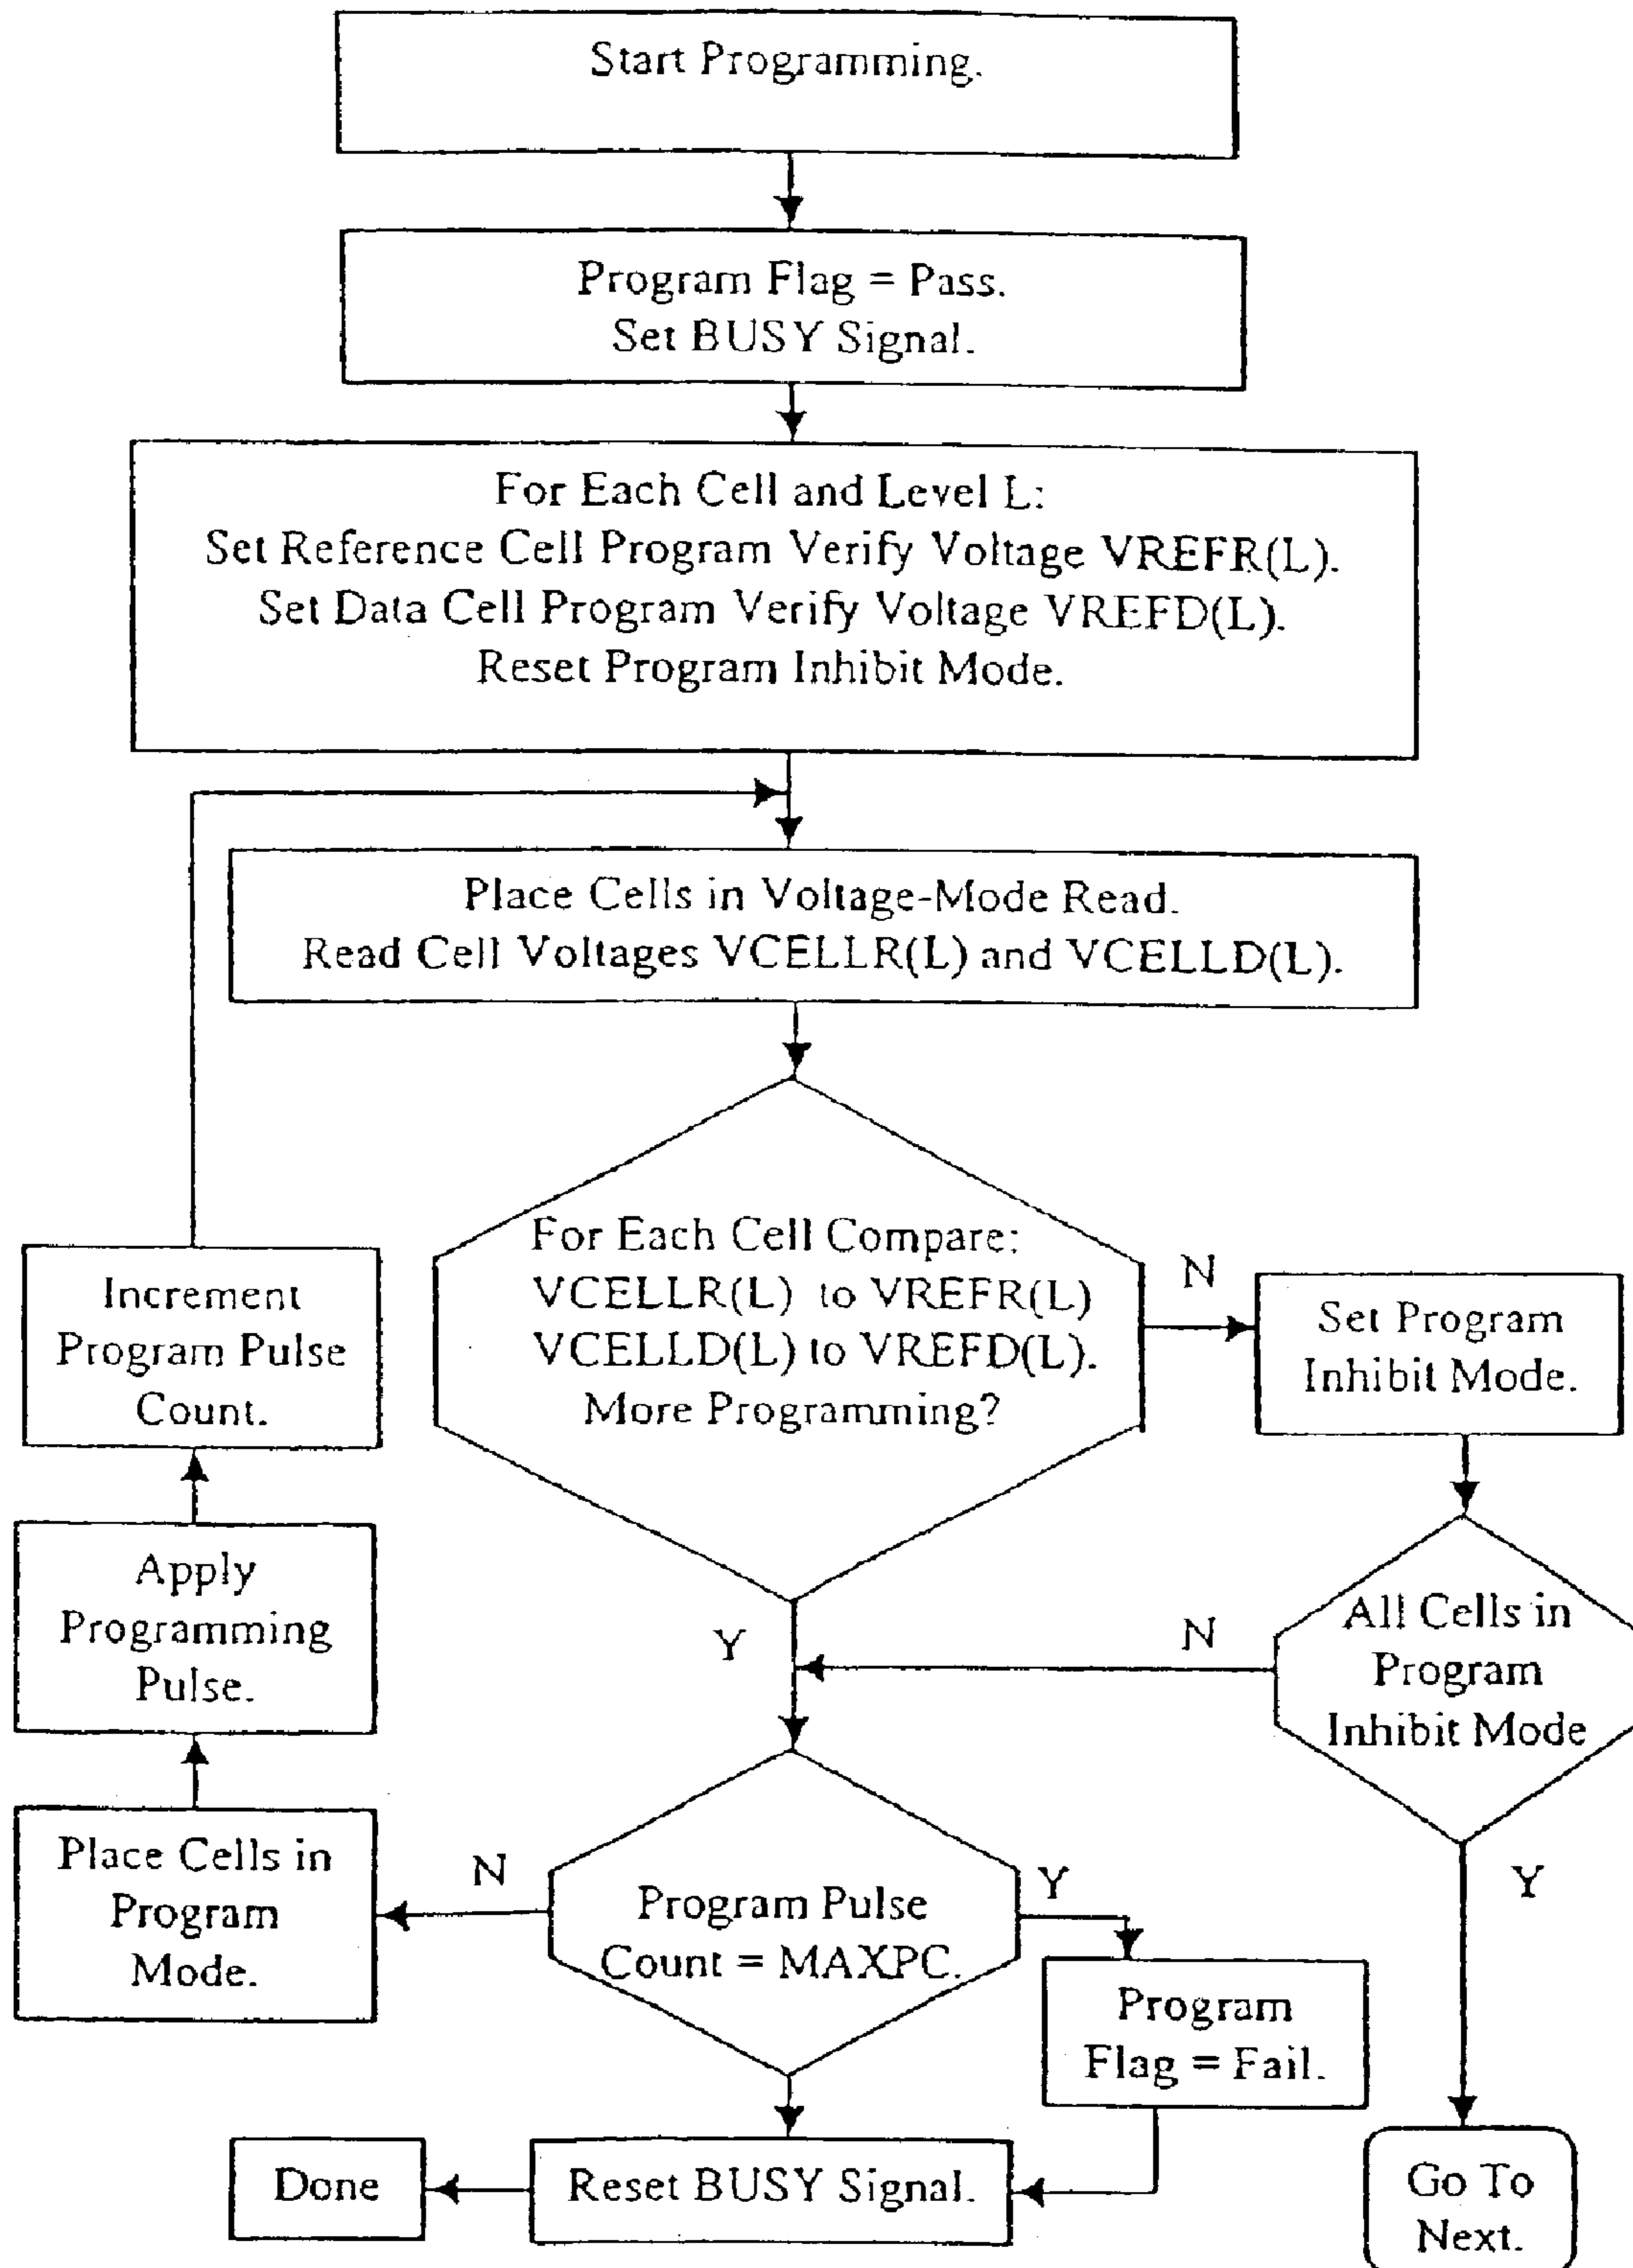 Start Programming.
Program Flag = Pass.
Set BUSY Signal.
For Each Cell and Level L:
Set Reference Cell Program Verify Voltage VREFR(L).
Set Data Cell Program Verify Voltage VREFD(L).
Reset Program Inhibit Mode.
Place Cells in Voltage-Mode Read.
Read Cell Voltages VCELLR(L) and VCELLD(L).
For Each Cell Compare:
VCELLR(L) to VREFR(L)
VCELLD(L) to VREFD(L).
More Programming?
N
Set Program
Inhibit Mode.
Increment
Program Pulse
Count.
Apply
Programming
Pulse.
Y
N
All Cells in
Program
Inhibit Mode
Place Cells in
Program
Mode.
N
Program Pulse
Count = MAXPC.
Y
Y
Program
Flag = Fail.
Done
Reset BUSY Signal.
Go To
Next.